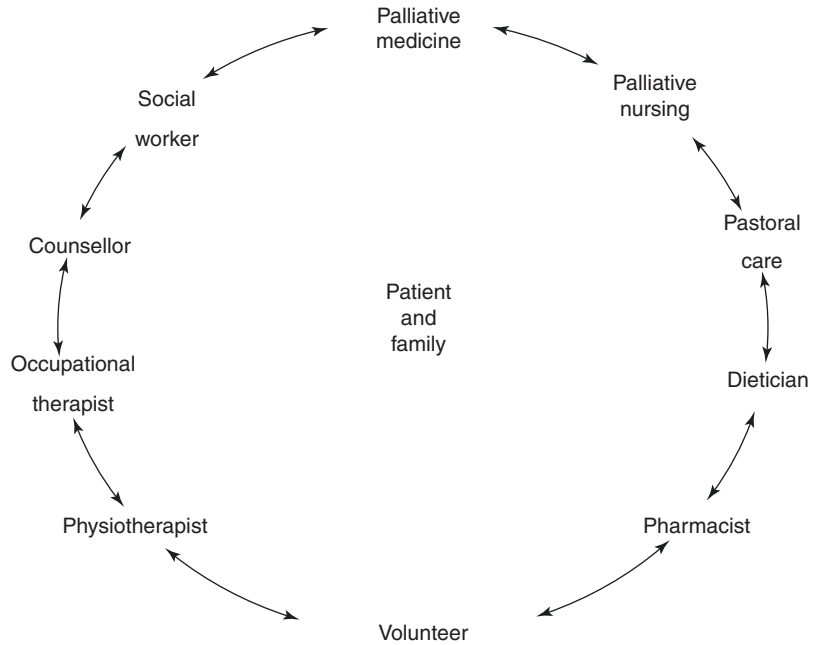 Palliative
medicine
Palliative
nursing
Pastoral
care
Dietician
Pharmacist
Volunteer
Physiotherapist
Occupational
therapist
Counsellor
Social
worker
Patient
and
family